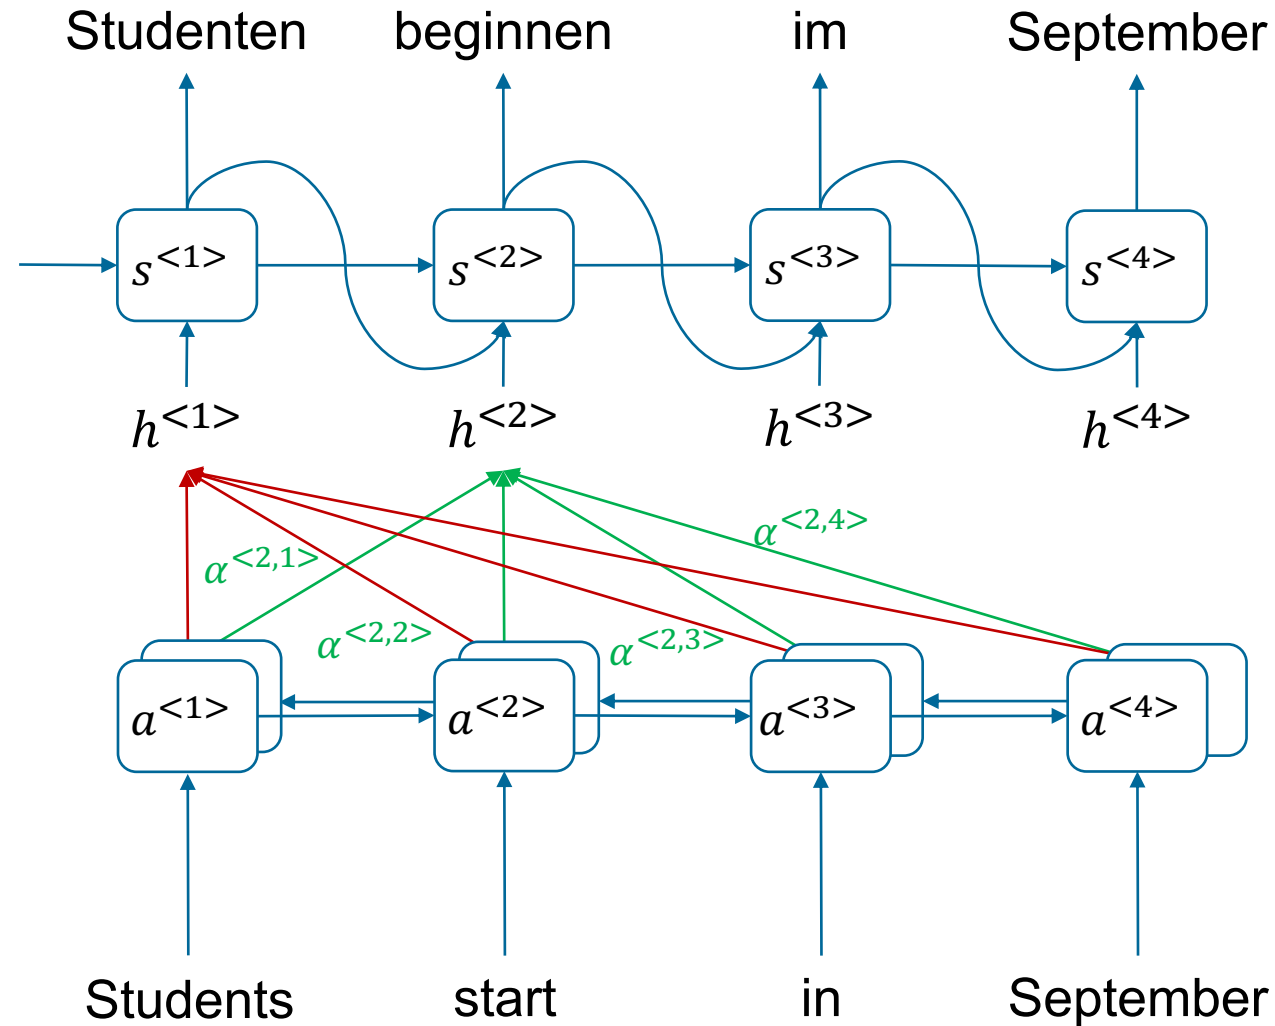 Studenten beginnen im September
s<1> s<2> s<3> s<4>
h<1> h<2> h<3> h<4>
α<2,1> α<2,2> α<2,3> α<2,4>
a<1> a<2> a<3> a<4>
Students start in September